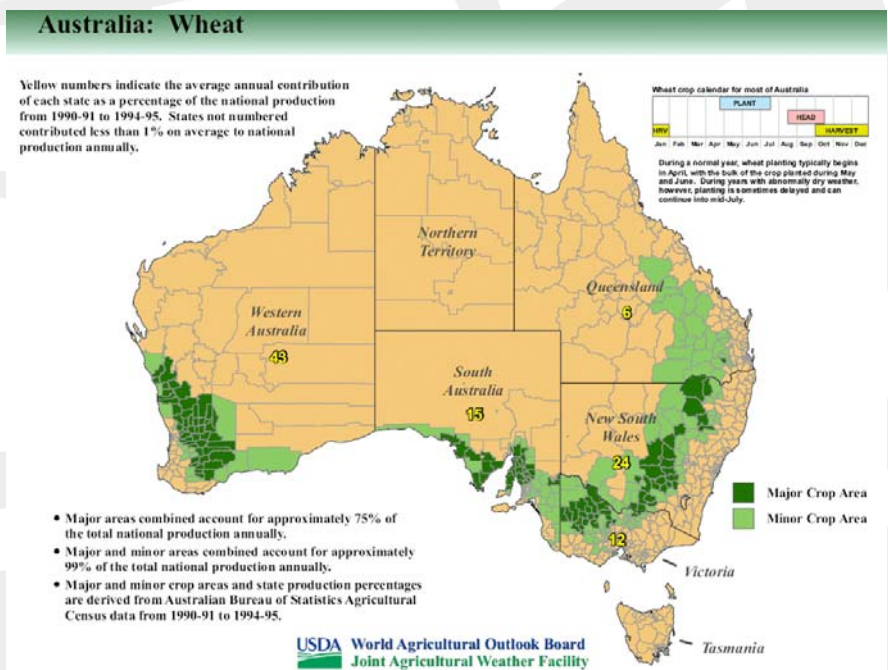 Australia: Wheat
Yellow numbers indicate the average annual contribution
of each state as a percentage of the national production
from 1990-91 to 1994-95. States not numbered
contributed less than 1% on average to national
production annually.
Wheat crop calendar for most of Australia
PLANT
HEAD
HRV
HARVEST
Jan Feb Mar Apr May Jun Jul Aug Sep Oct Nov Dec
During a normal year, wheat planting typically begins
in April, with the bulk of the crop planted during May
and June. During years with abnormally dry weather,
however, planting is sometimes delayed and can
continue into mid-July.
Northern
Territory
Queensland
6
Western
Australia
43
South
Australia
15
New South
Wales
24
12
Victoria
Tasmania
Major Crop Area
Minor Crop Area
• Major areas combined account for approximately 75% of
the total national production annually.
• Major and minor areas combined account for approximately
99% of the total national production annually.
• Major and minor crop areas and state production percentages
are derived from Australian Bureau of Statistics Agricultural
Census data from 1990-91 to 1994-95.
USDA World Agricultural Outlook Board
Joint Agricultural Weather Facility